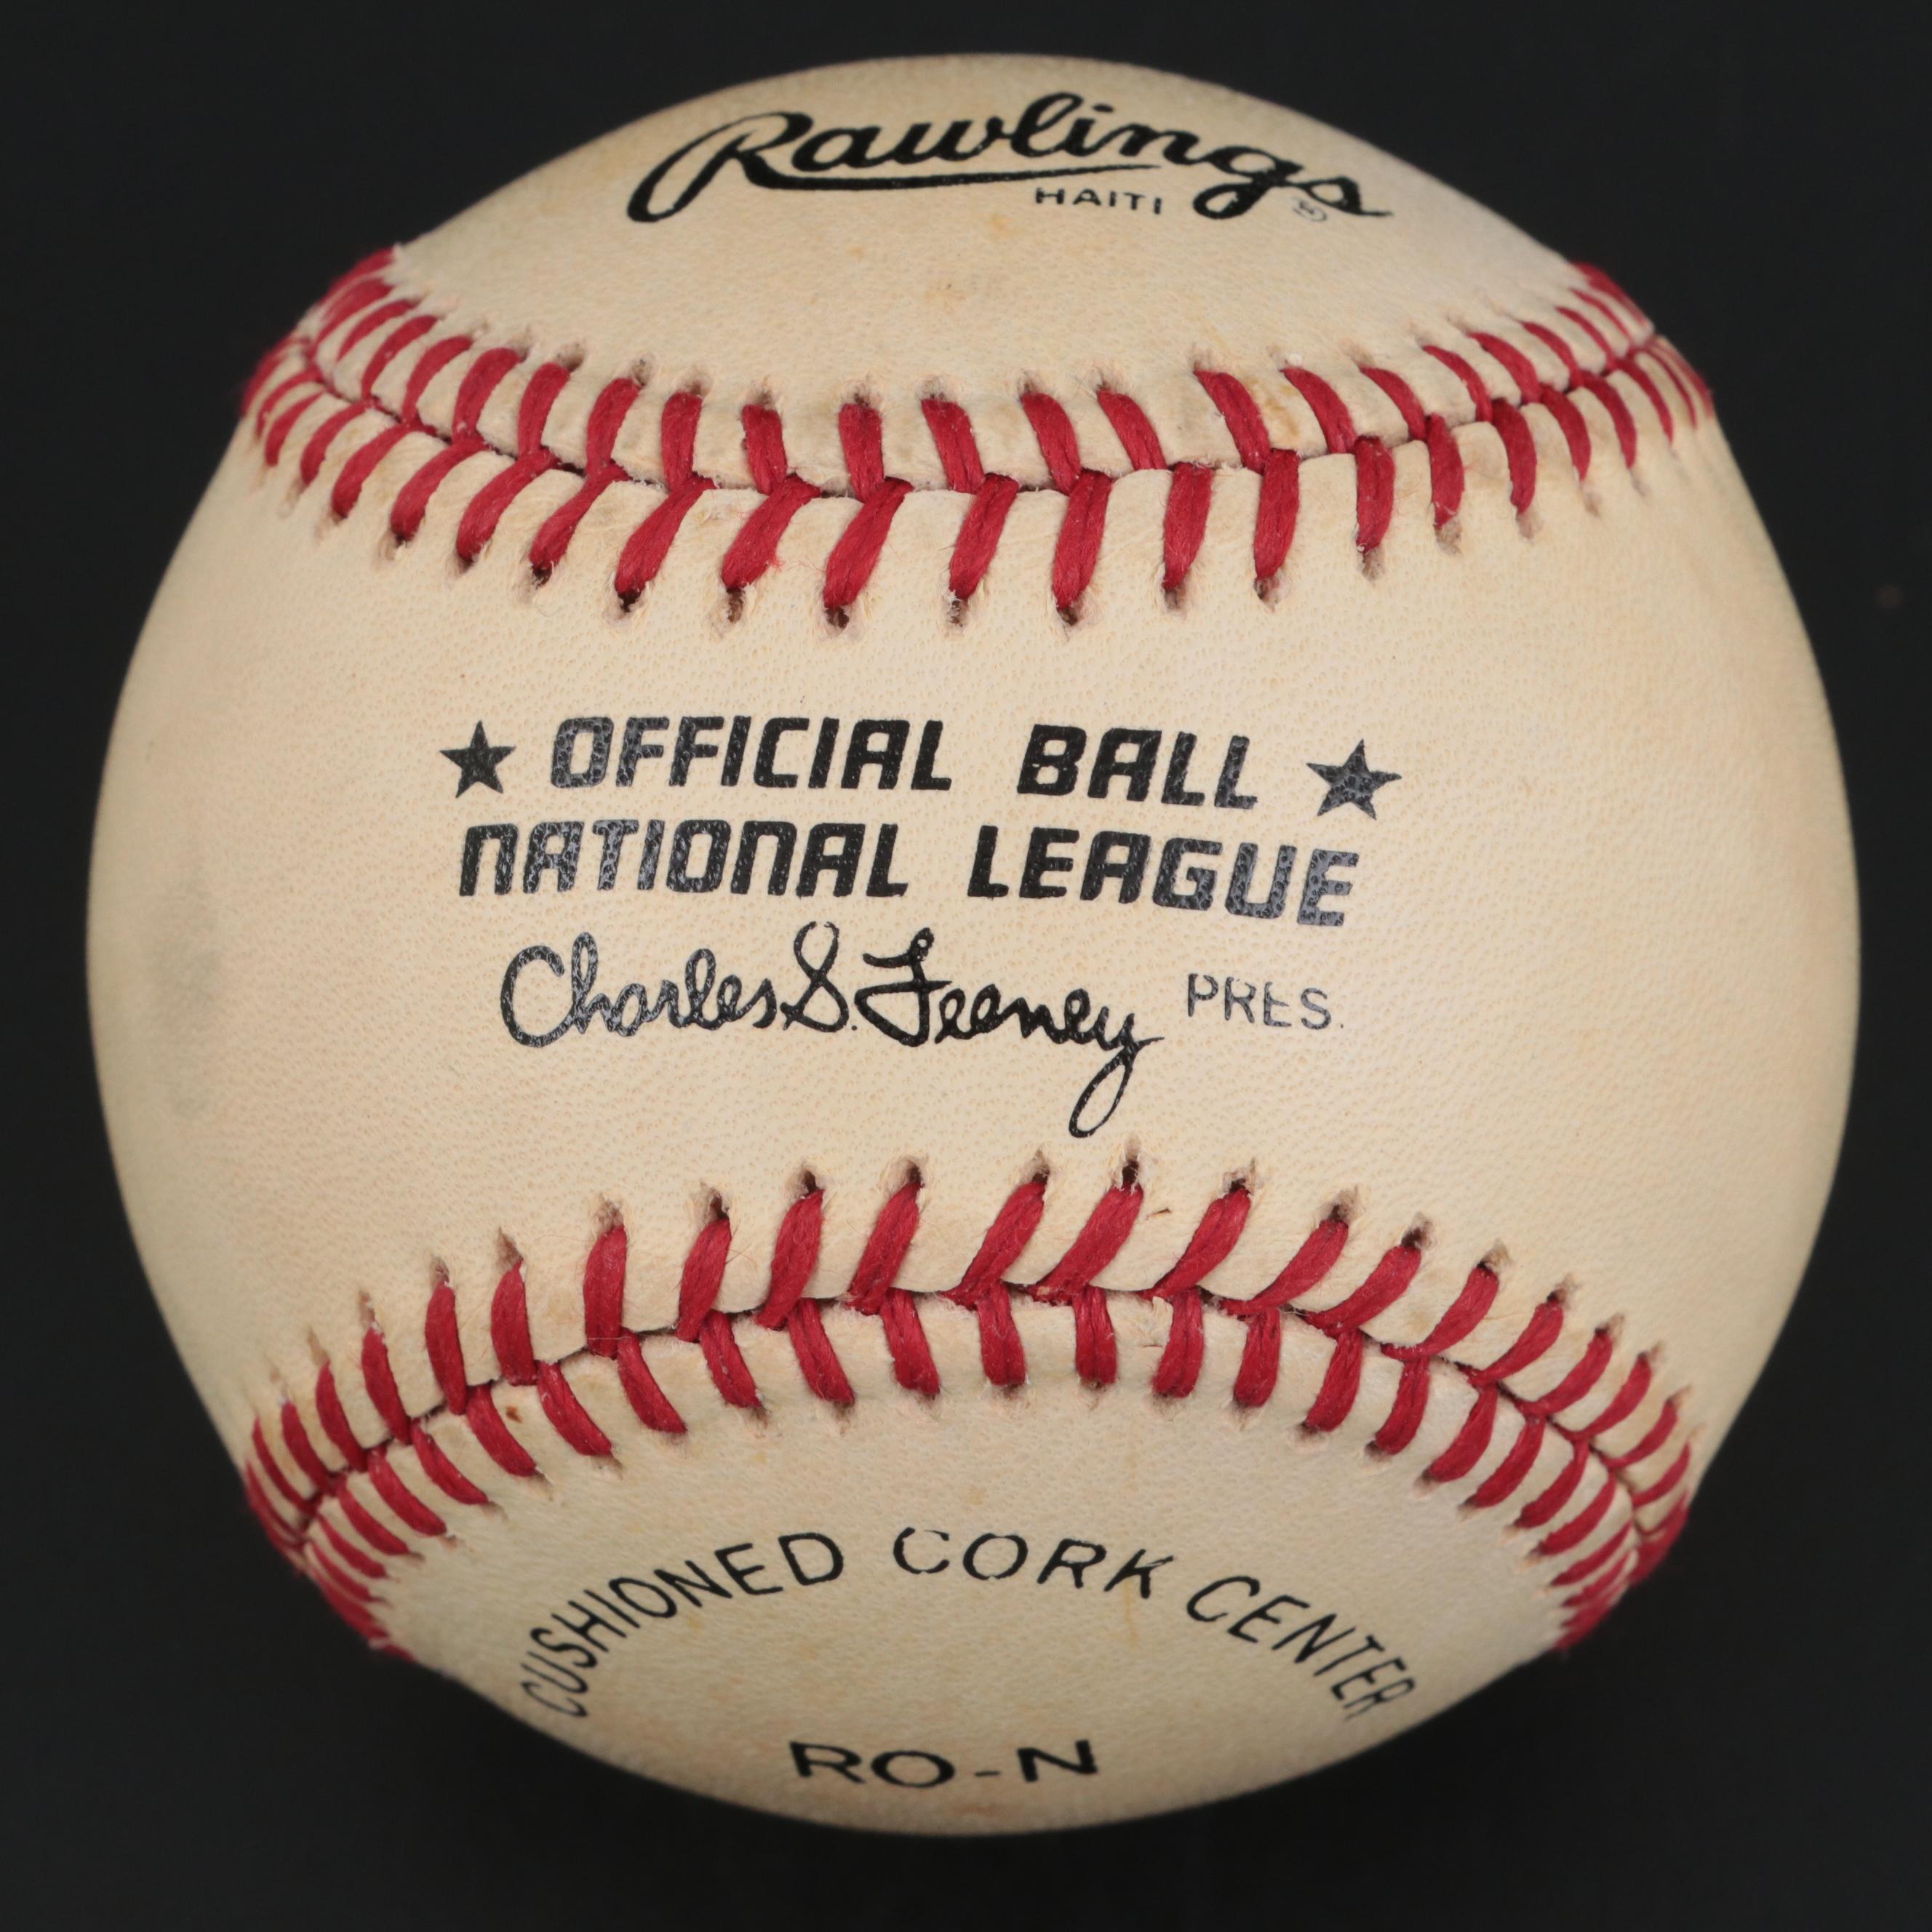 Rawlings ®
HAITI
★ OFFICIAL BALL ★
NATIONAL LEAGUE
Charles S. Feeney PRES.
CUSHIONED CORK CENTER
RO-N